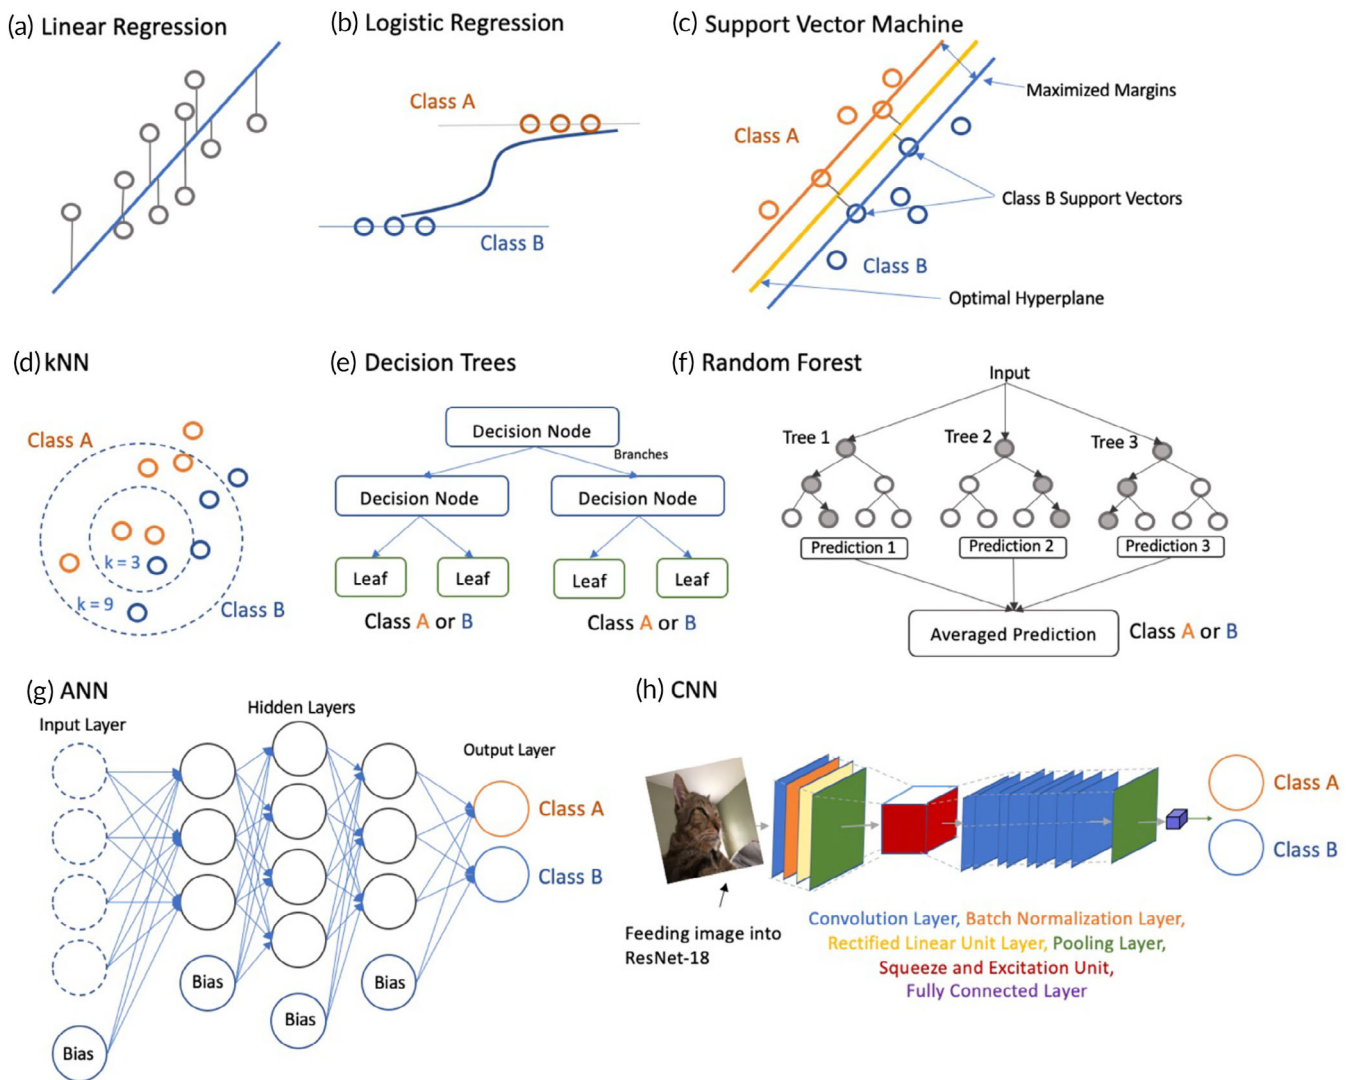 (a) Linear Regression
(b) Logistic Regression
Class A
Class B
(c) Support Vector Machine
Maximized Margins
Class A
Class B Support Vectors
Class B
Optimal Hyperplane
(d) kNN
Class A
k = 3
k = 9
Class B
(e) Decision Trees
Decision Node
Branches
Decision Node
Decision Node
Leaf
Leaf
Leaf
Leaf
Class A or B
Class A or B
(f) Random Forest
Input
Tree 1
Tree 2
Tree 3
Prediction 1
Prediction 2
Prediction 3
Averaged Prediction
Class A or B
(g) ANN
Input Layer
Hidden Layers
Output Layer
Class A
Class B
Bias
Bias
Bias
Bias
(h) CNN
Class A
Class B
Feeding image into
ResNet-18
Convolution Layer, Batch Normalization Layer,
Rectified Linear Unit Layer, Pooling Layer,
Squeeze and Excitation Unit,
Fully Connected Layer